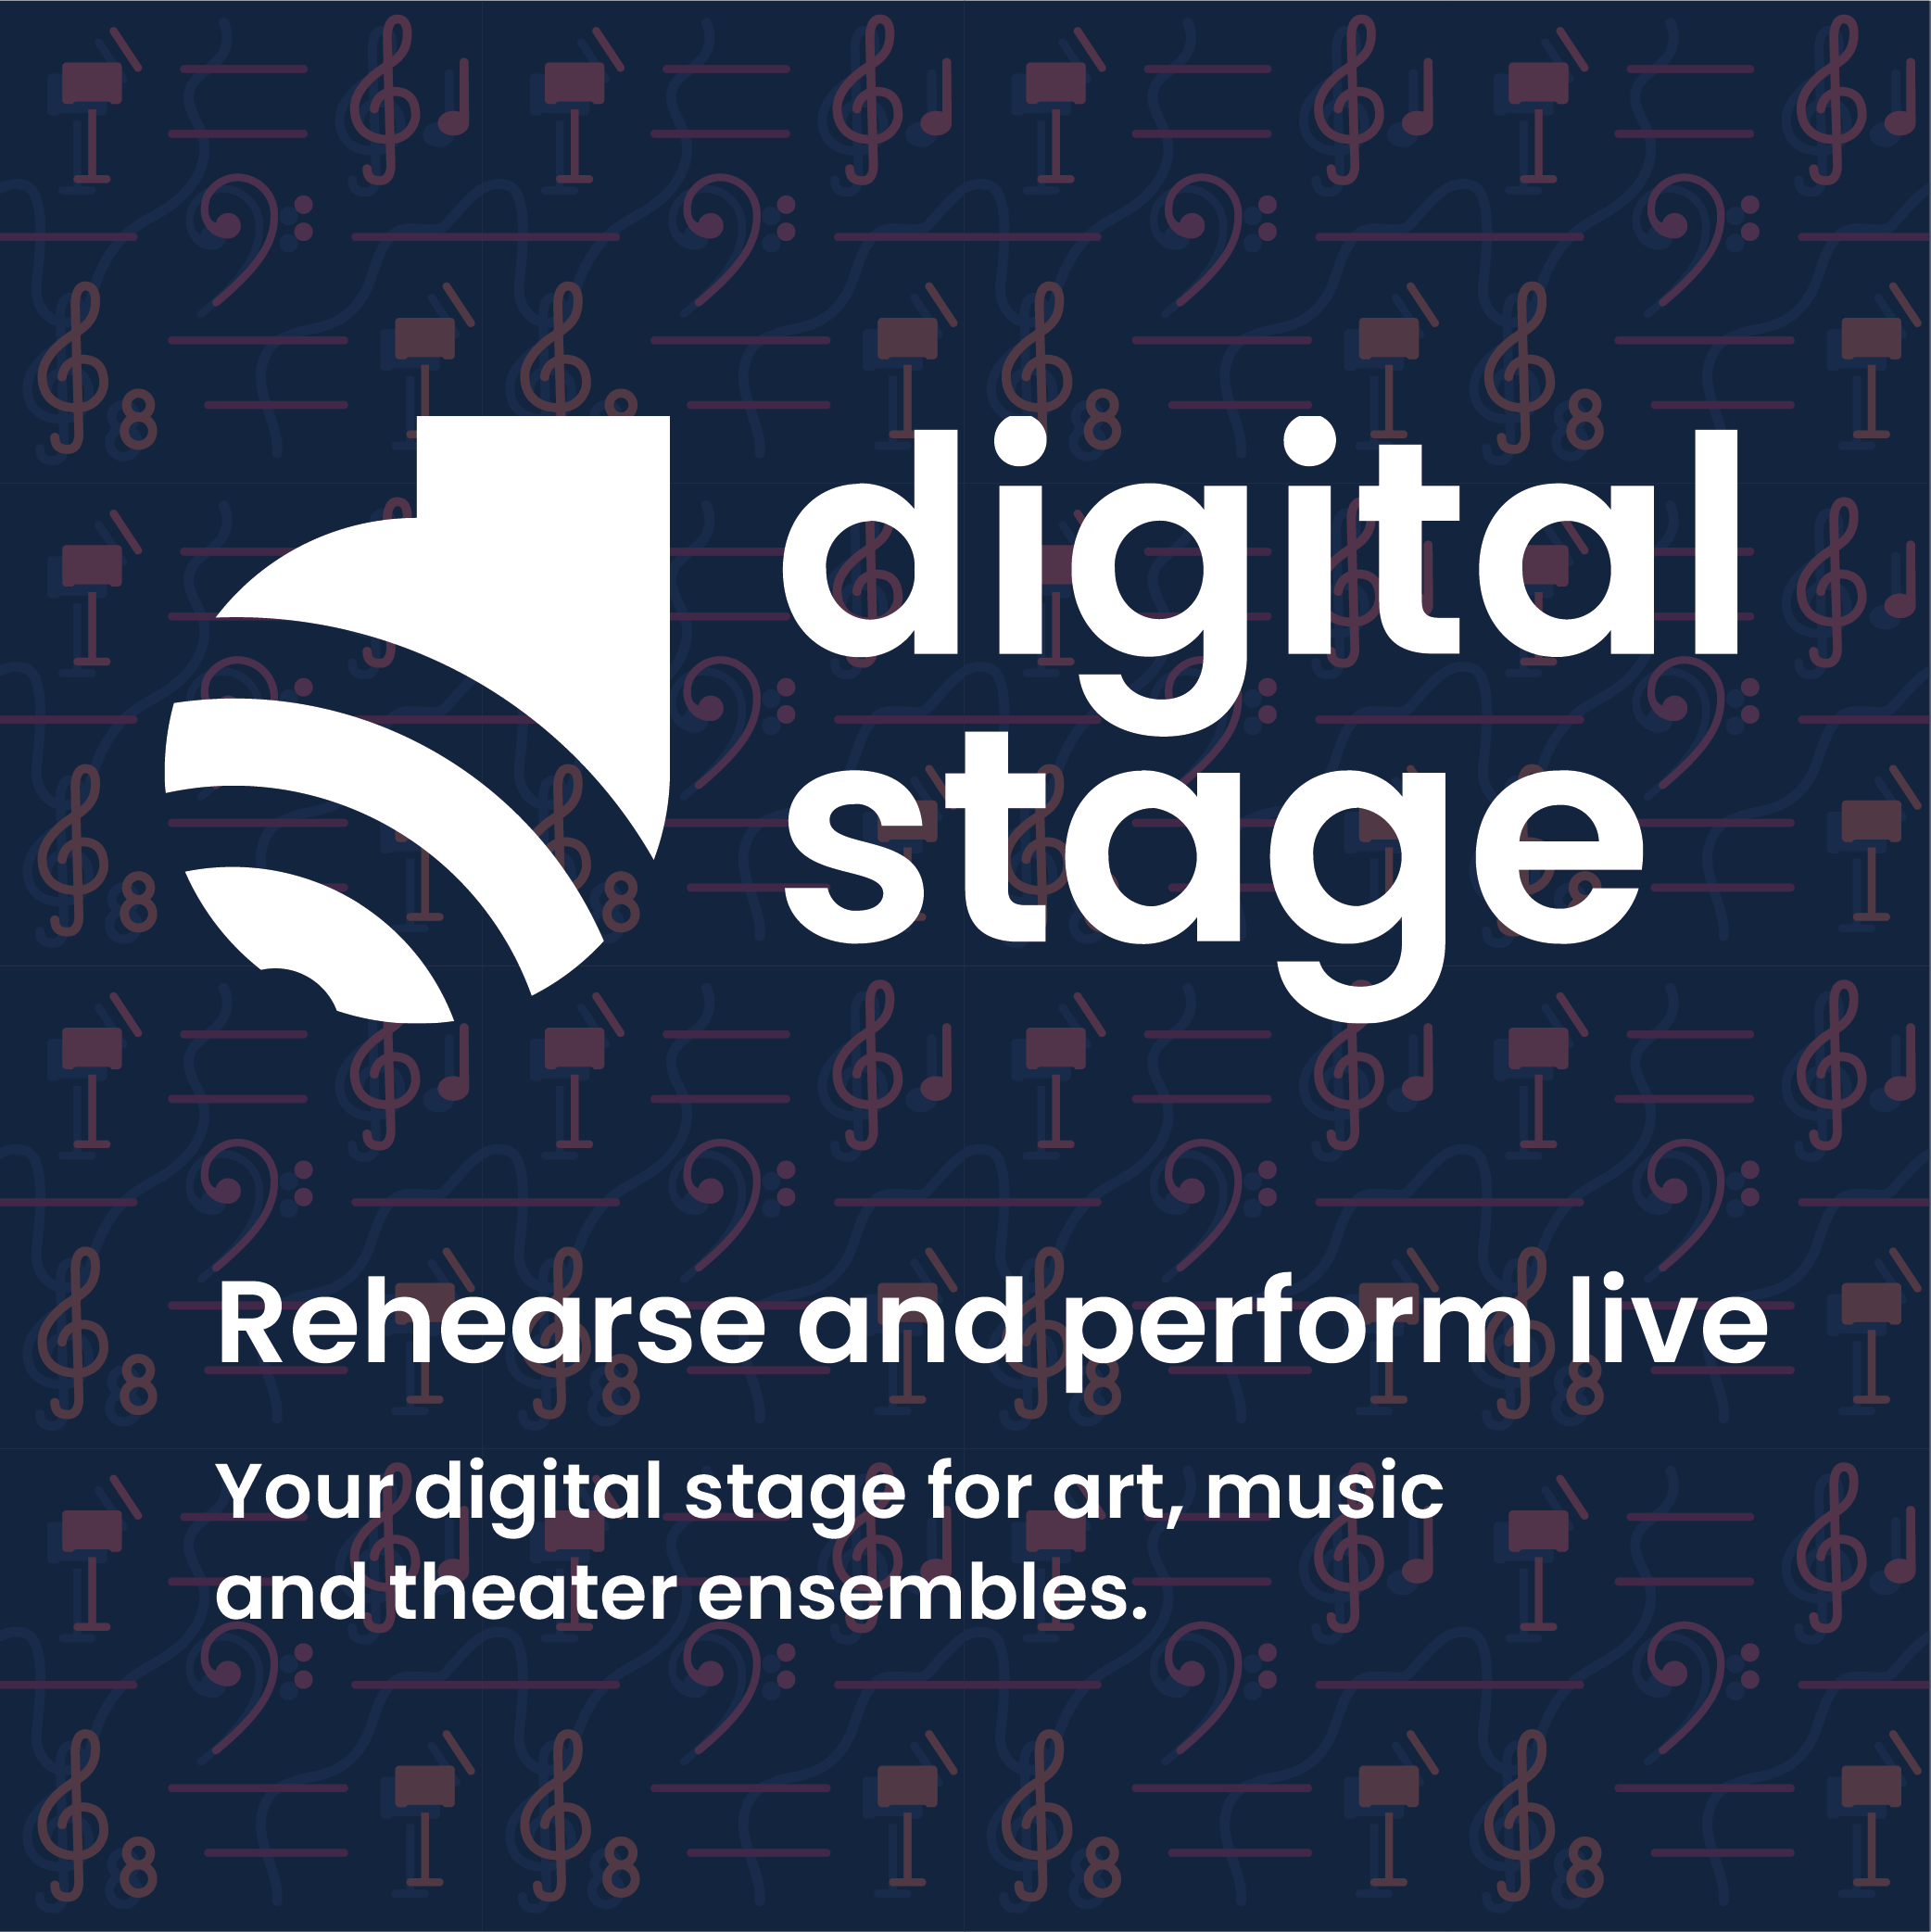 digital
stage
Rehearse and perform live
Your digital stage for art, music
and theater ensembles.